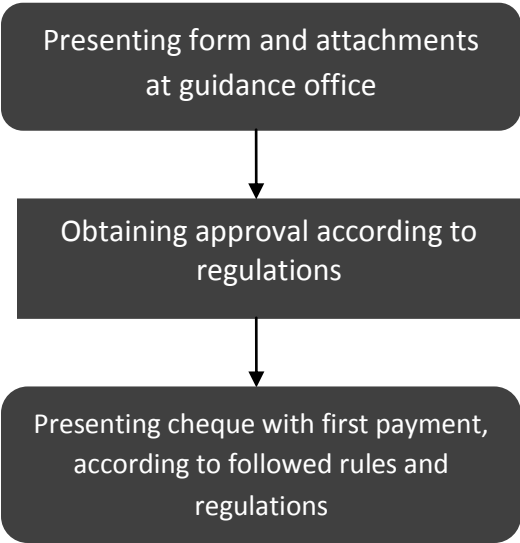 Presenting form and attachments
at guidance office
Obtaining approval according to
regulations
Presenting cheque with first payment,
according to followed rules and
regulations